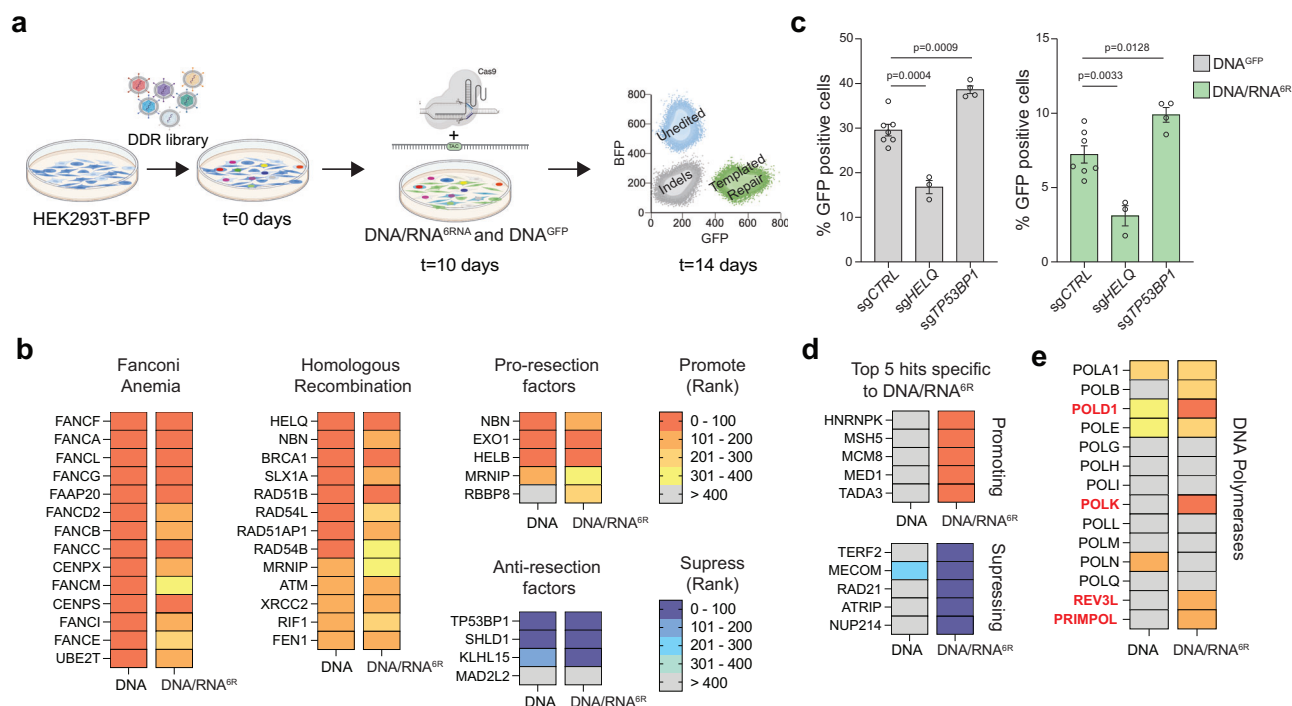 a
Cas9
+
TAG
DDR library
HEK293T-BFP
t=0 days
DNA/RNA6RNA and DNAGFP
t=10 days
800
600
400
200
0
BFP
Unedited
Indels
Templated
Repair
0 200 400 600 800
GFP
t=14 days
c
50
40
30
20
10
0
% GFP positive cells
p=0.0009
p=0.0004
sgCTRL
sgHELQ
sgTP53BP1
15
10
5
0
% GFP positive cells
p=0.0128
p=0.0033
sgCTRL
sgHELQ
sgTP53BP1
DNAGFP
DNA/RNA6R
b
Fanconi
Anemia
FANCF
FANCA
FANCL
FANCG
FAAP20
FANCD2
FANCB
FANCC
CENPX
FANCM
CENPS
FANCI
FANCE
UBE2T
DNA
DNA/RNA6R
Homologous
Recombination
HELQ
NBN
BRCA1
SLX1A
RAD51B
RAD54L
RAD51AP1
RAD54B
MRNIP
ATM
XRCC2
RIF1
FEN1
DNA
DNA/RNA6R
Pro-resection
factors
NBN
EXO1
HELB
MRNIP
RBBP8
DNA
DNA/RNA6R
Promote
(Rank)
0 - 100
101 - 200
201 - 300
301 - 400
> 400
Anti-resection
factors
TP53BP1
SHLD1
KLHL15
MAD2L2
DNA
DNA/RNA6R
Supress
(Rank)
0 - 100
101 - 200
201 - 300
301 - 400
> 400
d
Top 5 hits specific
to DNA/RNA6R
HNRNPK
MSH5
MCM8
MED1
TADA3
DNA
DNA/RNA6R
Promoting
TERF2
MECOM
RAD21
ATRIP
NUP214
DNA
DNA/RNA6R
Supressing
e
POLA1
POLB
POLD1
POLE
POLG
POLH
POLI
POLK
POLL
POLM
POLN
POLQ
REV3L
PRIMPOL
DNA
DNA/RNA6R
DNA Polymerases